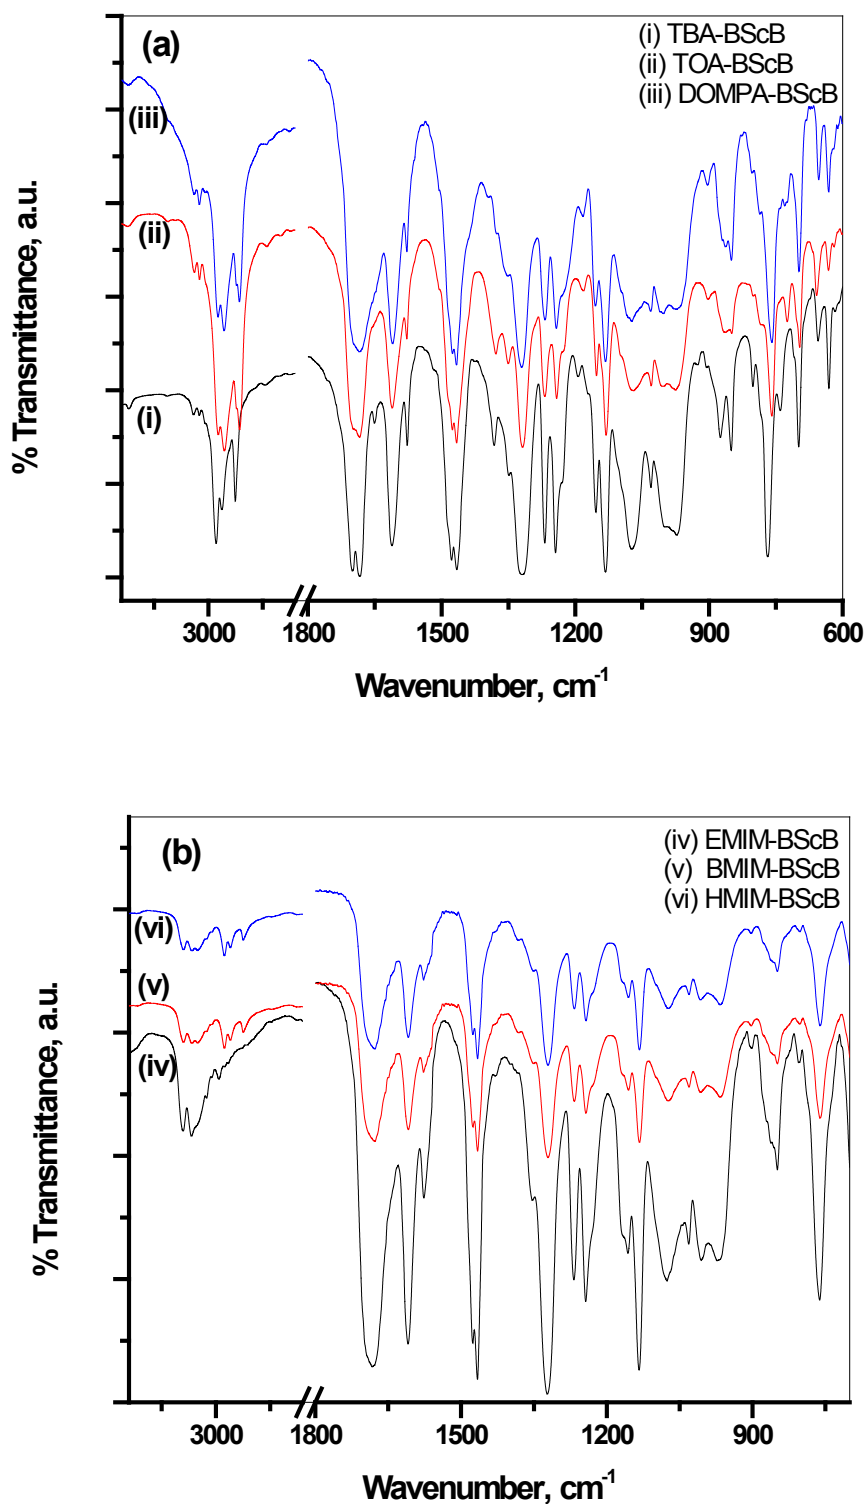 (a)
(i) TBA-BScB
(ii) TOA-BScB
(iii) DOMPA-BScB
(iii)
(ii)
(i)
% Transmittance, a.u.
3000 1800 1500 1200 900 600
Wavenumber, cm-1
(b)
(iv) EMIM-BScB
(v) BMIM-BScB
(vi) HMIM-BScB
(vi)
(v)
(iv)
% Transmittance, a.u.
3000 1800 1500 1200 900
Wavenumber, cm-1